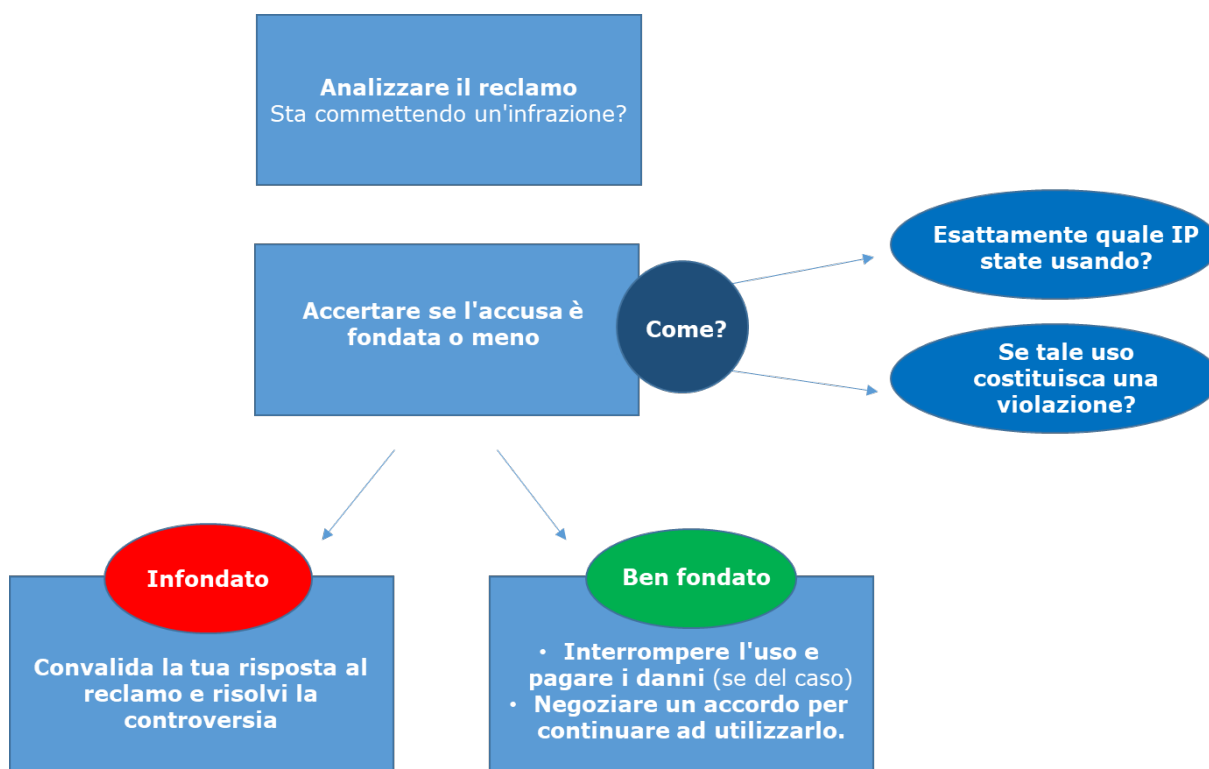 Analizzare il reclamo
Sta commettendo un'infrazione?
Esattamente quale IP
state usando?
Accertare se l'accusa è
fondata o meno
Come?
Se tale uso
costituisca una
violazione?
Infondato
Convalida la tua risposta al
reclamo e risolvi la
controversia
Ben fondato
• Interrompere l'uso e
pagare i danni (se del caso)
• Negoziare un accordo per
continuare ad utilizzarlo.